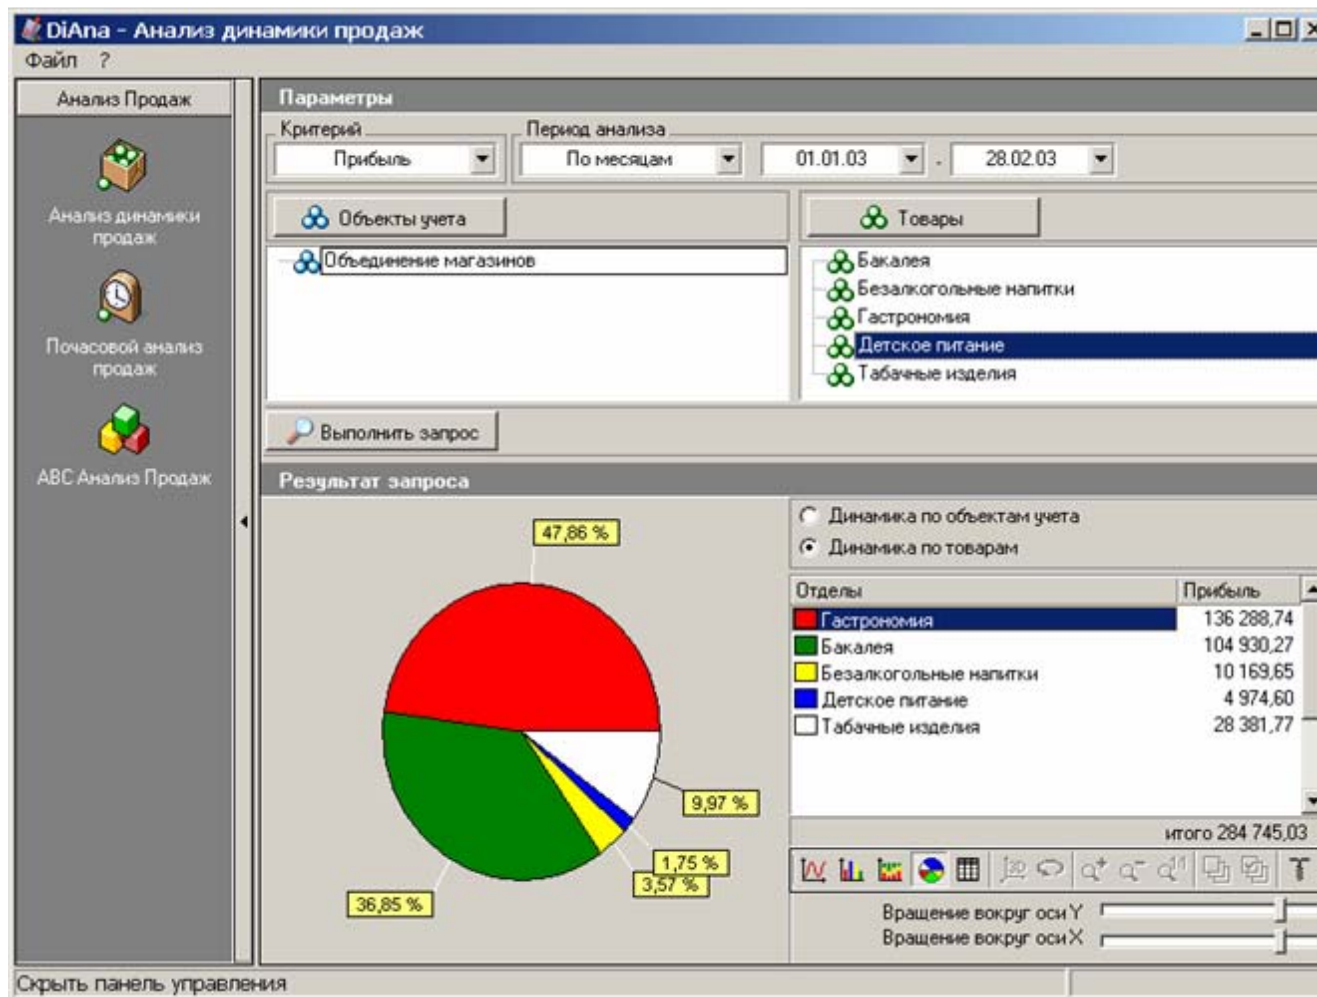 DiAna - Анализ динамики продаж
Файл ?
Анализ Продаж
Анализ динамики
продаж
Почасовой анализ
продаж
АВС Анализ Продаж
Параметры
Критерий
Прибыль
Период анализа
По месяцам
01.01.03 - 28.02.03
Объекты учета
Объединение магазинов
Товары
Бакалея
Безалкогольные напитки
Гастрономия
Детское питание
Табачные изделия
Выполнить запрос
Результат запроса
47,86 %
9,97 %
1,75 %
3,57 %
36,85 %
Динамика по объектам учета
Динамика по товарам
Отделы Прибыль
Гастрономия 136 288,74
Бакалея 104 930,27
Безалкогольные напитки 10 169,65
Детское питание 4 974,60
Табачные изделия 28 381,77
итого 284 745,03
Вращение вокруг оси Y
Вращение вокруг оси X
Скрыть панель управления